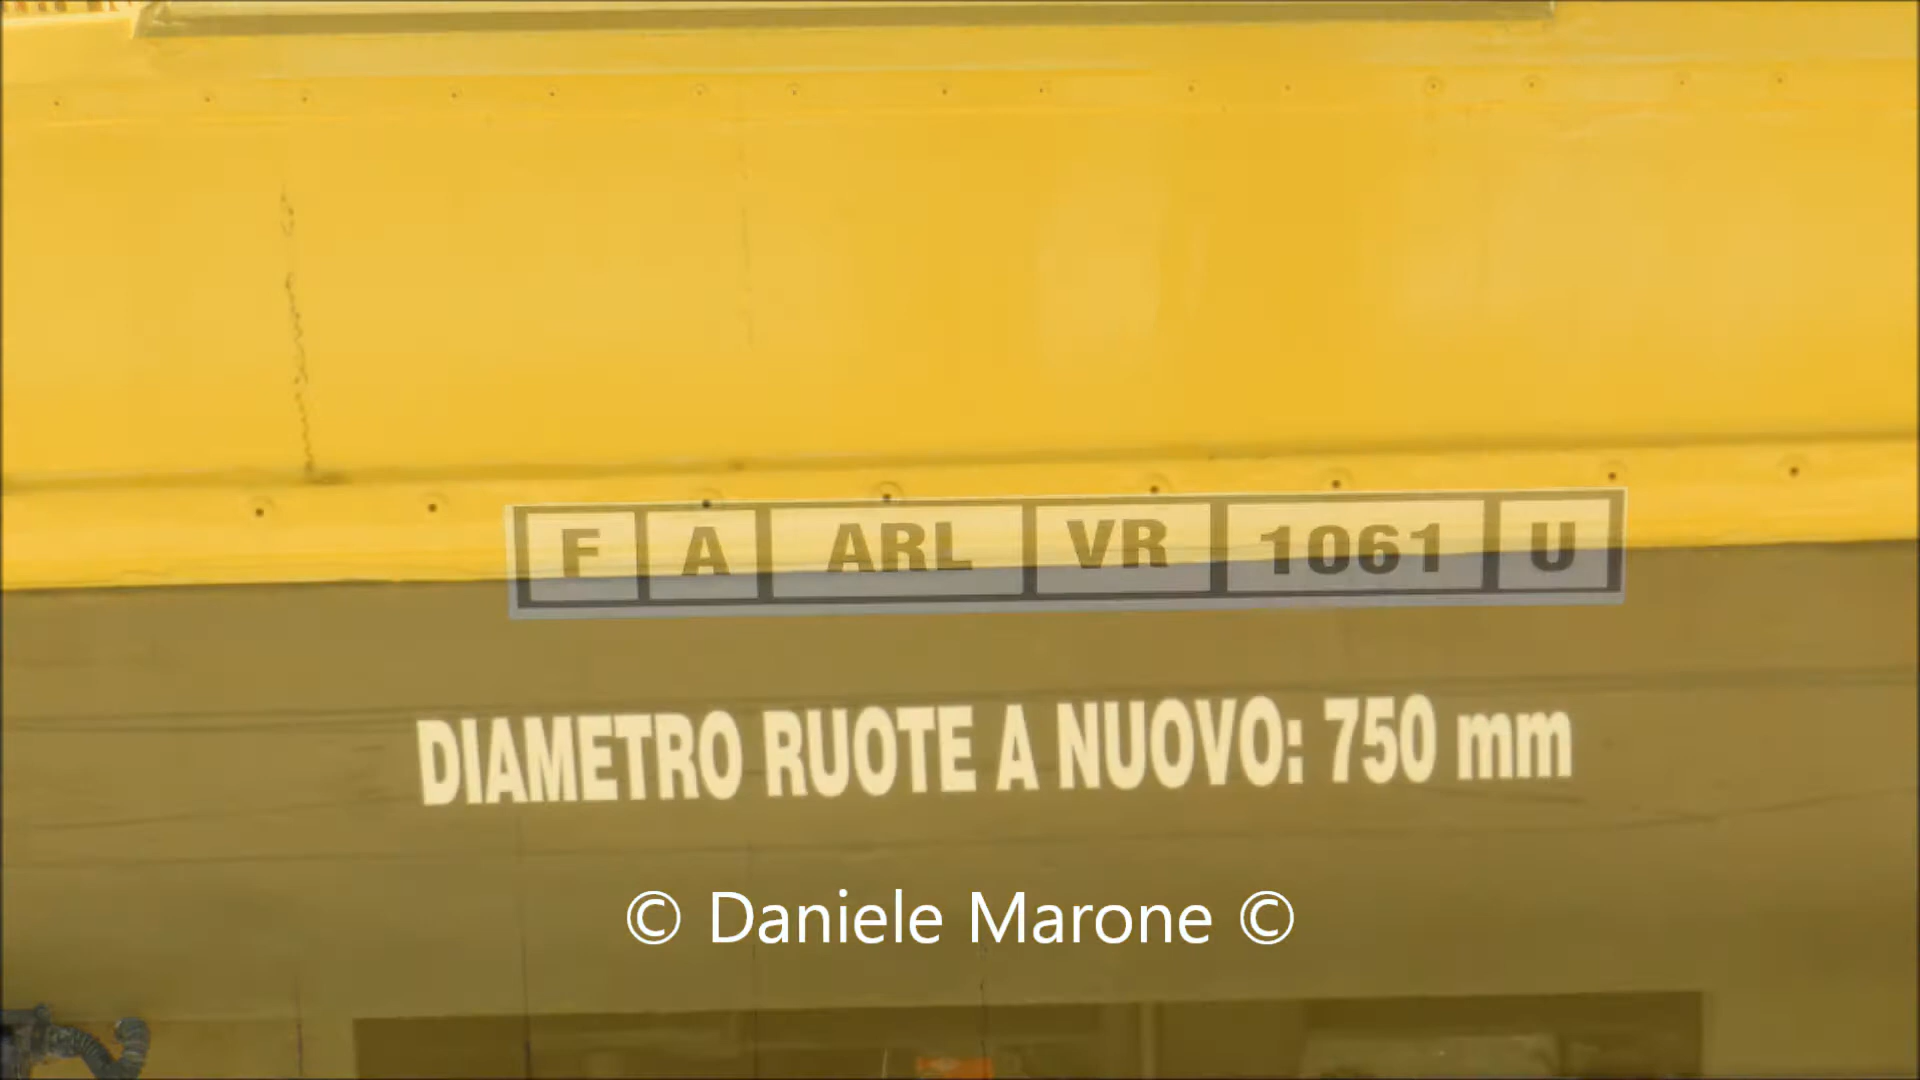 F A ARL VR 1061 U
DIAMETRO RUOTE A NUOVO: 750 mm
© Daniele Marone ©